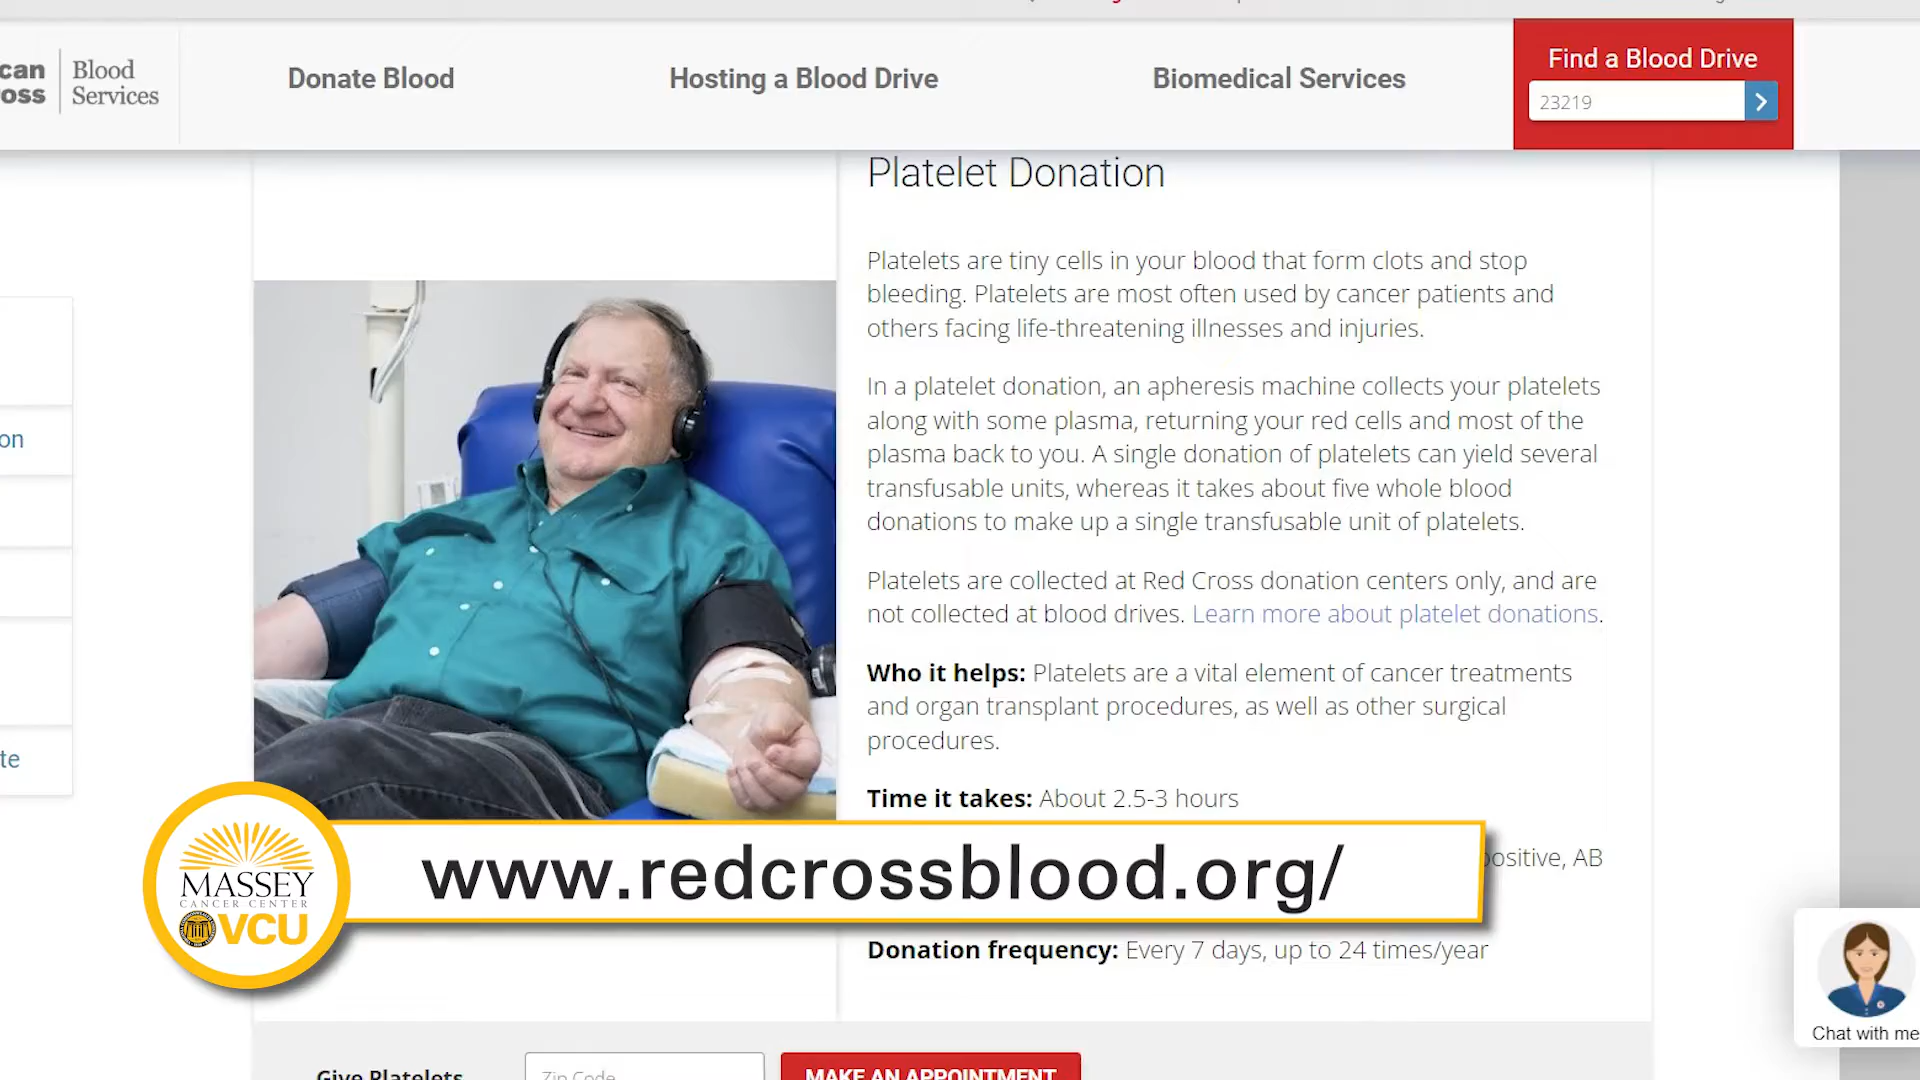 can
oss
Blood
Services
Donate Blood
Hosting a Blood Drive
Biomedical Services
Find a Blood Drive
23219
Platelet Donation
Platelets are tiny cells in your blood that form clots and stop
bleeding. Platelets are most often used by cancer patients and
others facing life-threatening illnesses and injuries.
In a platelet donation, an apheresis machine collects your platelets
along with some plasma, returning your red cells and most of the
plasma back to you. A single donation of platelets can yield several
transfusable units, whereas it takes about five whole blood
donations to make up a single transfusable unit of platelets.
Platelets are collected at Red Cross donation centers only, and are
not collected at blood drives. Learn more about platelet donations.
Who it helps: Platelets are a vital element of cancer treatments
and organ transplant procedures, as well as other surgical
procedures.
Time it takes: About 2.5-3 hours
positive, AB
Donation frequency: Every 7 days, up to 24 times/year
on
te
MASSEY
CANCER CENTER
VCU
www.redcrossblood.org/
Give Platelets
Zip Code
MAKE AN APPOINTMENT
Chat with me